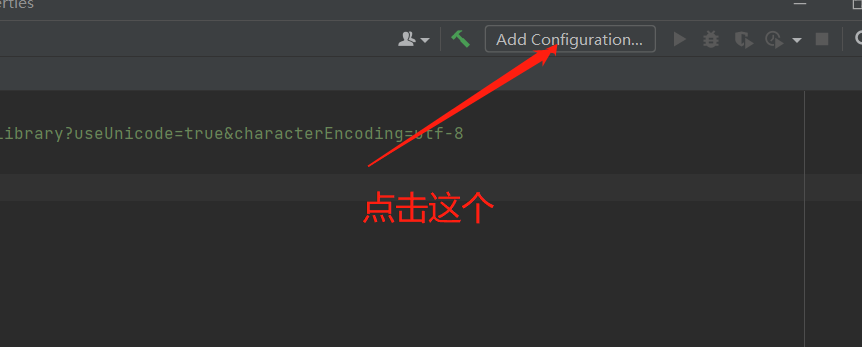 erties
Add Configuration...
library?useUnicode=true&characterEncoding=utf-8
点击这个